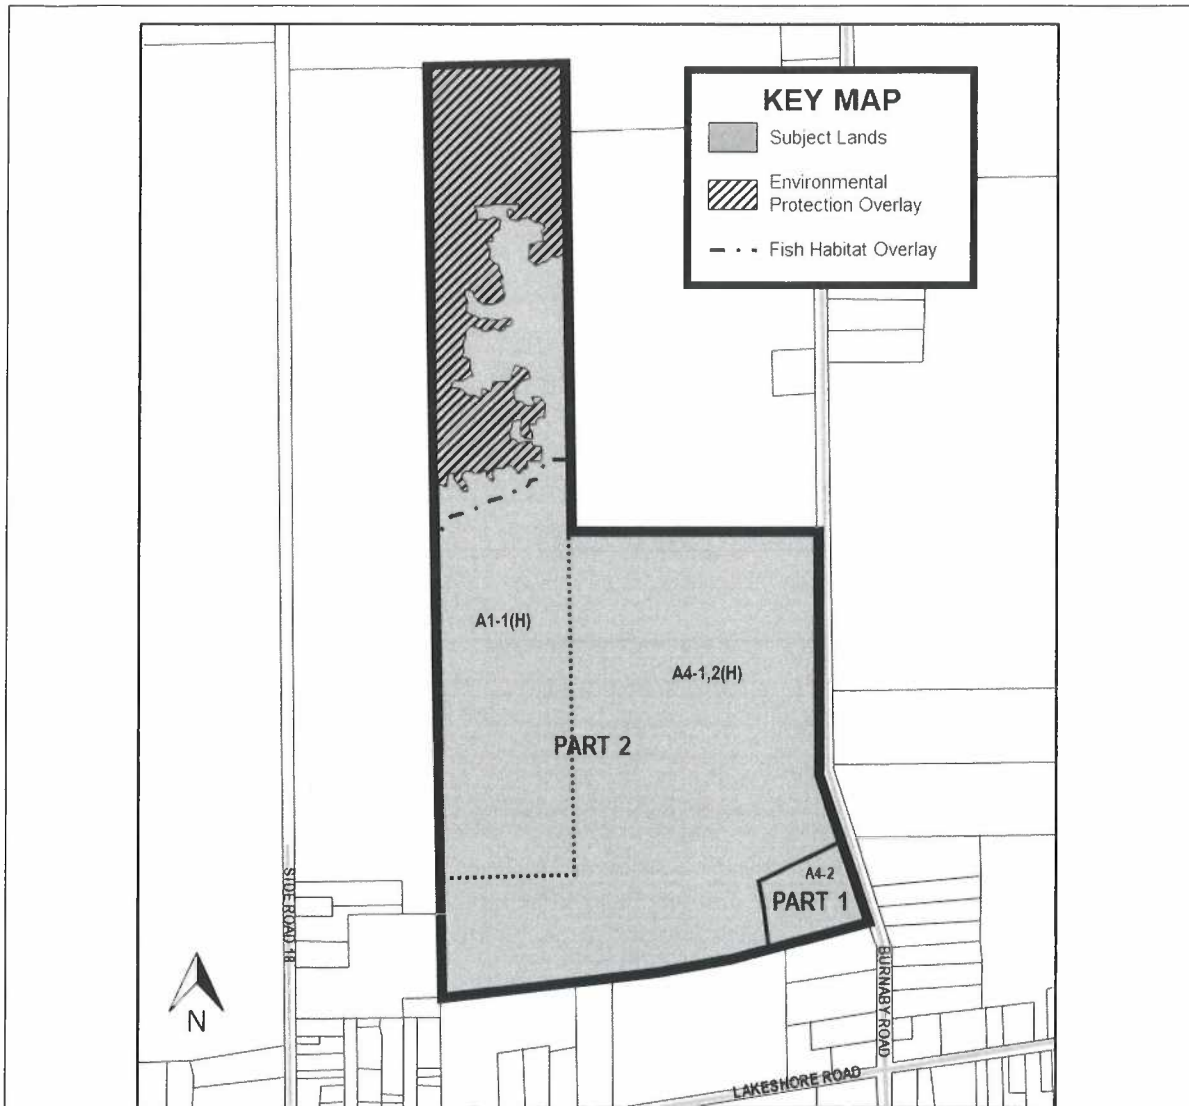 KEY MAP
Subject Lands
Environmental
Protection Overlay
Fish Habitat Overlay
A1-1(H)
A4-1,2(H)
PART 2
A4-2
PART 1
SIDE ROAD 18
BURNABY ROAD
LAKESHORE ROAD
N